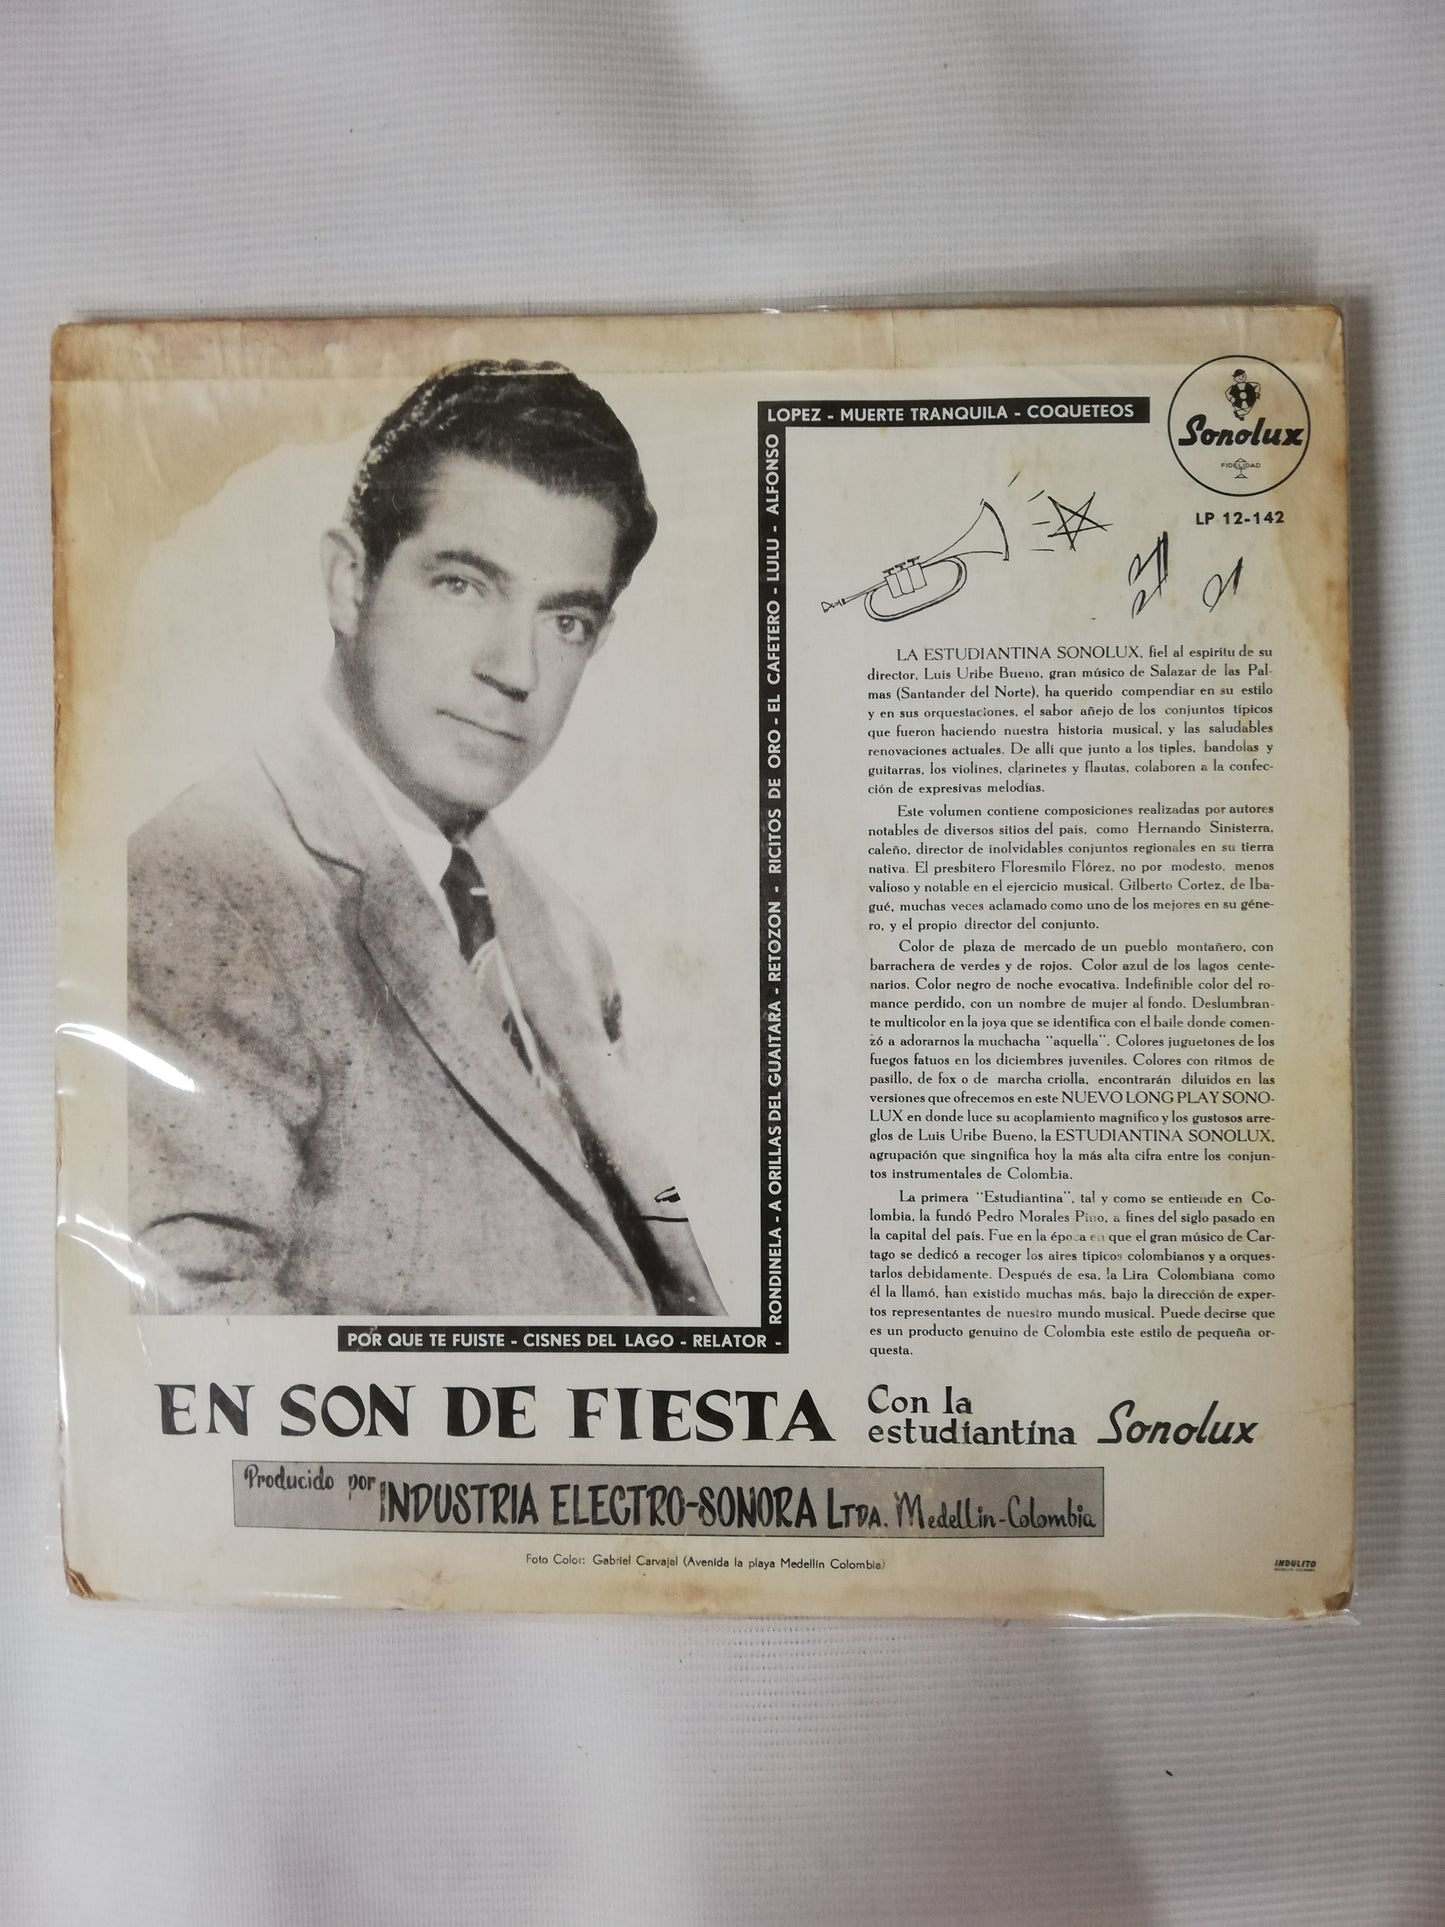 LOPEZ - MUERTE TRANQUILA - COQUETEOS
RONDINELA - A ORILLAS DEL GUAITARA - RETOZON - RICITOS DE ORO - EL CAFETERO - LULU - ALFONSO
POR QUE TE FUISTE - CISNES DEL LAGO - RELATOR -
Sonolux
FIDELIDAD
LP 12-142
LA ESTUDIANTINA SONOLUX, fiel al espíritu de su
director, Luis Uribe Bueno, gran músico de Salazar de las Pal-
mas (Santander del Norte), ha querido compendiar en su estilo
y en sus orquestaciones, el sabor añejo de los conjuntos típicos
que fueron haciendo nuestra historia musical, y las saludables
renovaciones actuales. De allí que junto a los tiples, bandolas y
guitarras, los violines, clarinetes y flautas, colaboren a la confec-
ción de expresivas melodías.
Este volumen contiene composiciones realizadas por autores
notables de diversos sitios del país, como Hernando Sinisterra,
caleño, director de inolvidables conjuntos regionales en su tierra
nativa. El presbítero Floresmilo Flórez, no por modesto, menos
valioso y notable en el ejercicio musical. Gilberto Cortez, de Iba-
gué, muchas veces aclamado como uno de los mejores en su géne-
ro, y el propio director del conjunto.
Color de plaza de mercado de un pueblo montañero, con
barrachera de verdes y de rojos. Color azul de los lagos cente-
narios. Color negro de noche evocativa. Indefinible color del ro-
mance perdido, con un nombre de mujer al fondo. Deslumbran-
te multicolor en la joya que se identifica con el baile donde comen-
zó a adorarnos la muchacha "aquella". Colores juguetones de los
fuegos fatuos en los diciembres juveniles. Colores con ritmos de
pasillo, de fox o de marcha criolla, encontrarán diluídos en las
versiones que ofrecemos en este NUEVO LONG PLAY SONO-
LUX en donde luce su acoplamiento magnífico y los gustosos arre-
glos de Luis Uribe Bueno, la ESTUDIANTINA SONOLUX,
agrupación que singnifica hoy la más alta cifra entre los conjun-
tos instrumentales de Colombia.
La primera "Estudiantina", tal y como se entiende en Co-
lombia, la fundó Pedro Morales Pino, a fines del siglo pasado en
la capital del país. Fue en la época en que el gran músico de Car-
tago se dedicó a recoger los aires típicos colombianos y a orques-
tarlos debidamente. Después de esa, la Lira Colombiana como
él la llamó, han existido muchas más, bajo la dirección de exper-
tos representantes de nuestro mundo musical. Puede decirse que
es un producto genuino de Colombia este estilo de pequeña or-
questa.
EN SON DE FIESTA Con la
estudiantina Sonolux
Producido por INDUSTRIA ELECTRO-SONORA LTDA. Medellin-Colombia
Foto Color: Gabriel Carvajal (Avenida la playa Medellín Colombia)
INDULITO